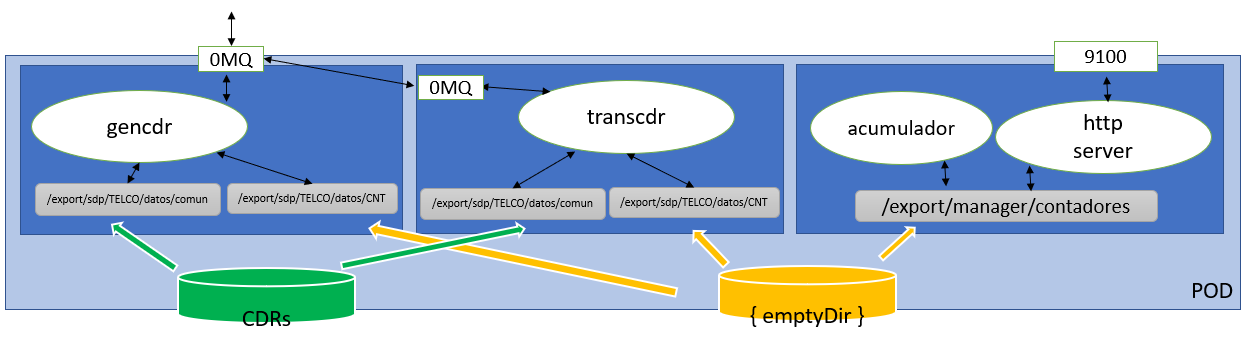 0MQ
9100
0MQ
gencdr
transcdr
acumulador
http
server
/export/sdp/TELCO/datos/comun
/export/sdp/TELCO/datos/CNT
/export/sdp/TELCO/datos/comun
/export/sdp/TELCO/datos/CNT
/export/manager/contadores
POD
CDRs
{ emptyDir }